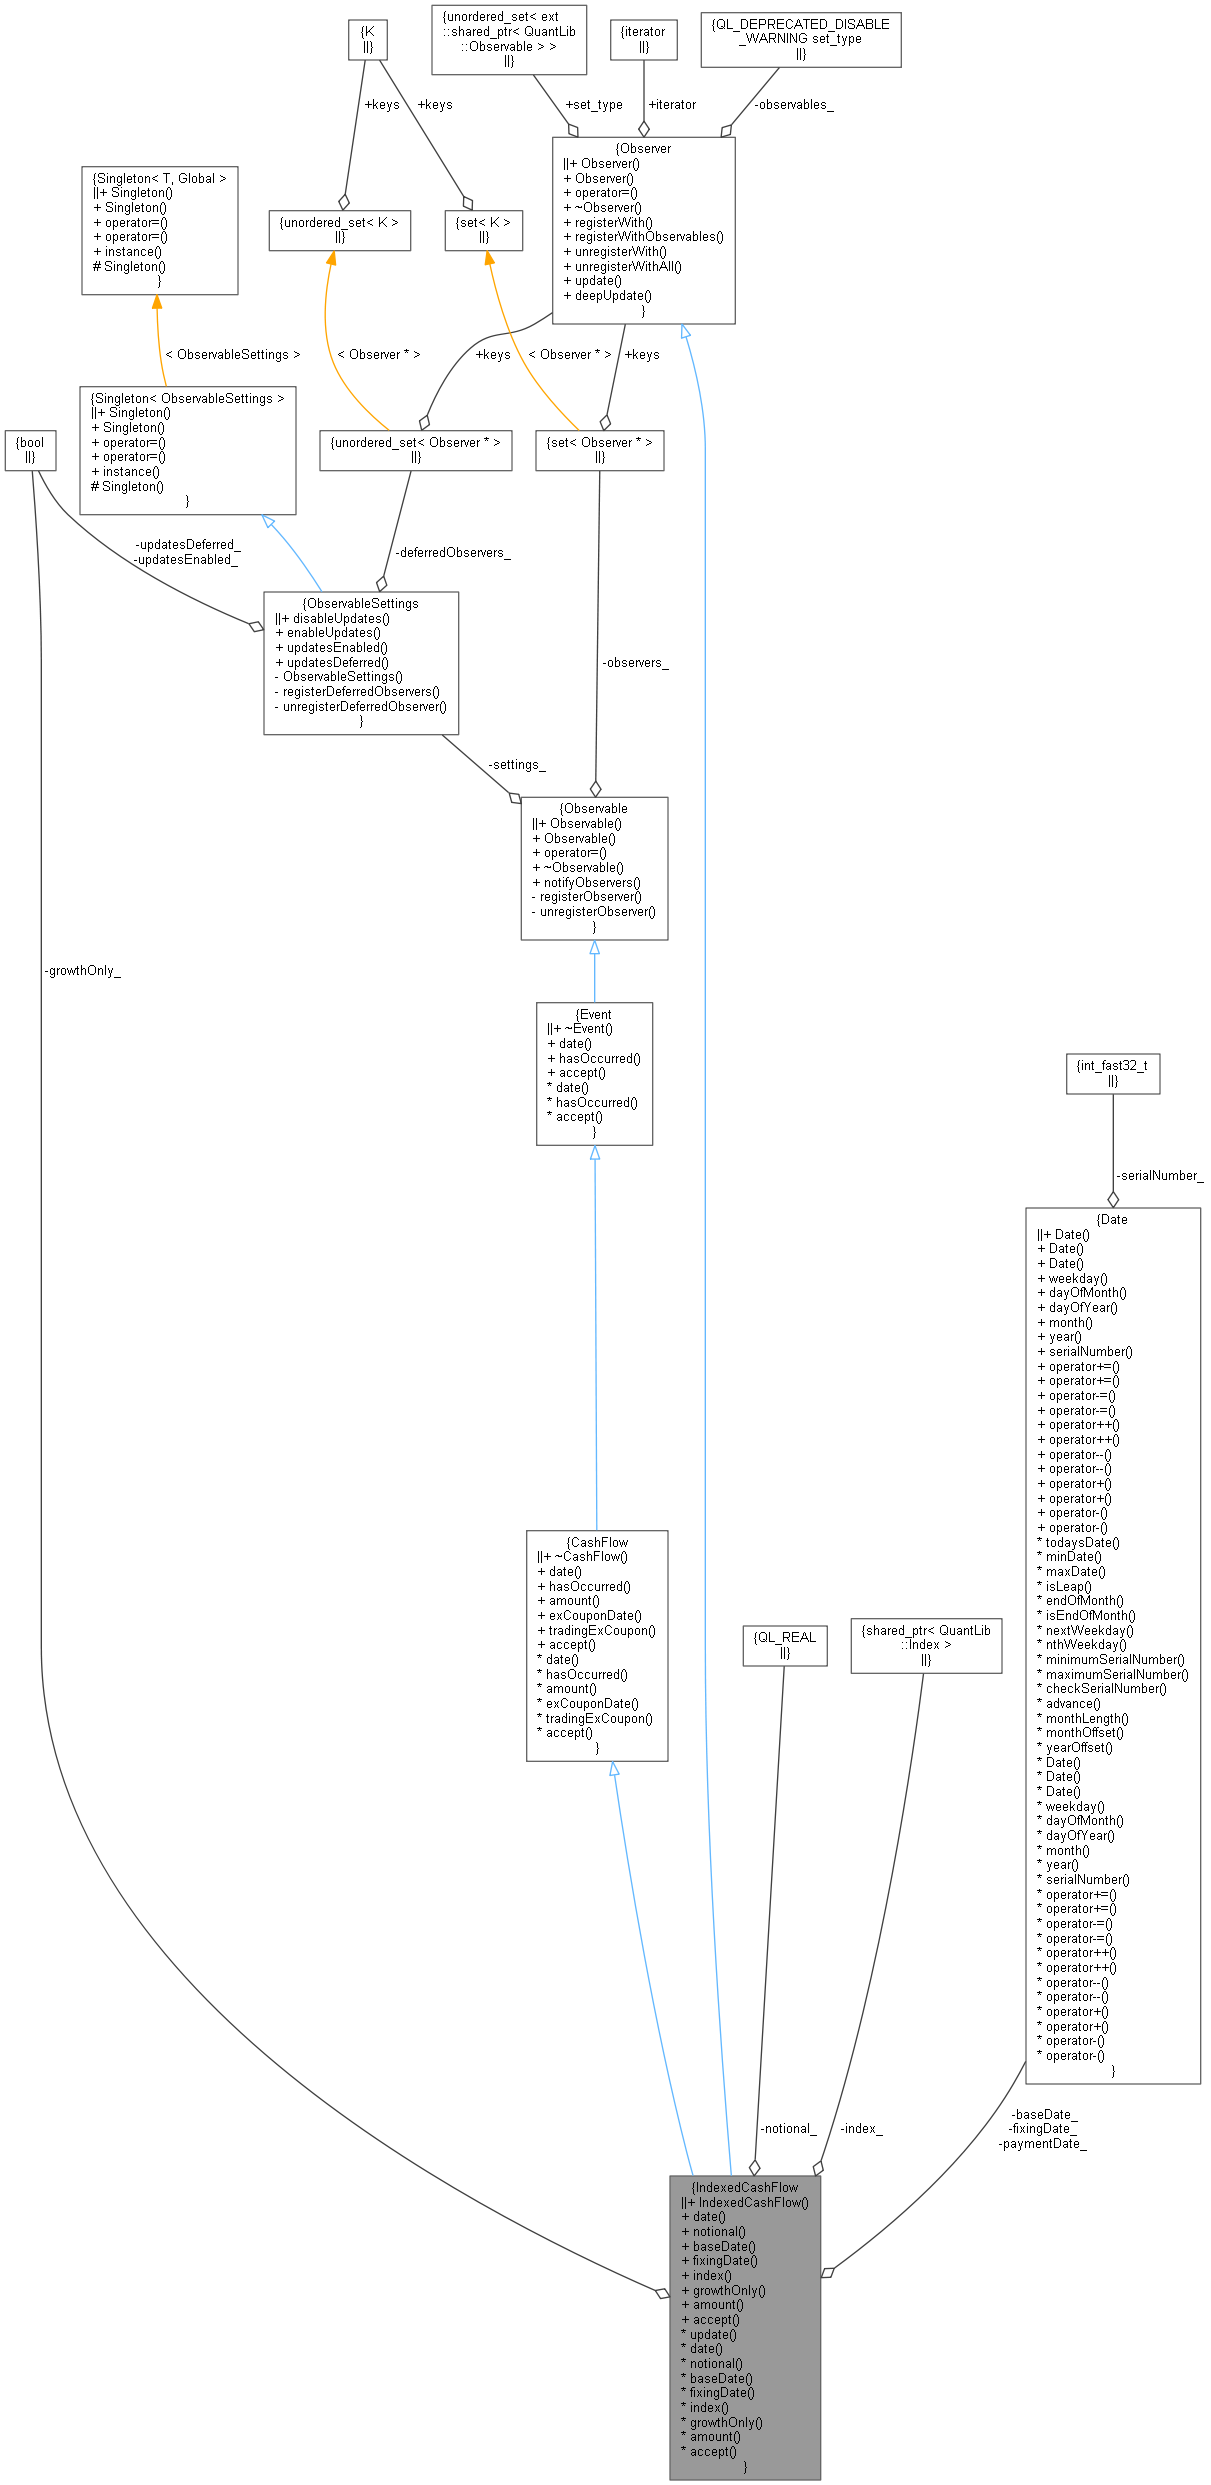 {K
||}
{unordered_set< ext
::shared_ptr< QuantLib
::Observable > >
||}
{iterator
||}
{QL_DEPRECATED_DISABLE
_WARNING set_type
||}
+keys
+keys
+set_type
+iterator
-observables_
{Observer
||+ Observer()
+ Observer()
+ operator=()
+ ~Observer()
+ registerWith()
+ registerWithObservables()
+ unregisterWith()
+ unregisterWithAll()
+ update()
+ deepUpdate()
}
{Singleton< T, Global >
||+ Singleton()
+ Singleton()
+ operator=()
+ operator=()
+ instance()
# Singleton()
}
{unordered_set< K >
||}
{set< K >
||}
< ObservableSettings >
< Observer * >
+keys
< Observer * >
+keys
{Singleton< ObservableSettings >
||+ Singleton()
+ Singleton()
+ operator=()
+ operator=()
+ instance()
# Singleton()
}
{bool
||}
{unordered_set< Observer * >
||}
{set< Observer * >
||}
-updatesDeferred_
-updatesEnabled_
-deferredObservers_
{ObservableSettings
||+ disableUpdates()
+ enableUpdates()
+ updatesEnabled()
+ updatesDeferred()
- ObservableSettings()
- registerDeferredObservers()
- unregisterDeferredObserver()
}
-observers_
-settings_
{Observable
||+ Observable()
+ Observable()
+ operator=()
+ ~Observable()
+ notifyObservers()
- registerObserver()
- unregisterObserver()
}
-growthOnly_
{Event
||+ ~Event()
+ date()
+ hasOccurred()
+ accept()
* date()
* hasOccurred()
* accept()
}
{int_fast32_t
||}
-serialNumber_
{Date
||+ Date()
+ Date()
+ Date()
+ weekday()
+ dayOfMonth()
+ dayOfYear()
+ month()
+ year()
+ serialNumber()
+ operator+=()
+ operator+=()
+ operator-=()
+ operator-=()
+ operator++()
+ operator++()
+ operator--()
+ operator--()
+ operator+()
+ operator+()
+ operator-()
+ operator-()
* todaysDate()
* minDate()
* maxDate()
* isLeap()
* endOfMonth()
* isEndOfMonth()
* nextWeekday()
* nthWeekday()
* minimumSerialNumber()
* maximumSerialNumber()
* checkSerialNumber()
* advance()
* monthLength()
* monthOffset()
* yearOffset()
* Date()
* Date()
* Date()
* weekday()
* dayOfMonth()
* dayOfYear()
* month()
* year()
* serialNumber()
* operator+=()
* operator+=()
* operator-=()
* operator-=()
* operator++()
* operator++()
* operator--()
* operator--()
* operator+()
* operator+()
* operator-()
* operator-()
}
{CashFlow
||+ ~CashFlow()
+ date()
+ hasOccurred()
+ amount()
+ exCouponDate()
+ tradingExCoupon()
+ accept()
* date()
* hasOccurred()
* amount()
* exCouponDate()
* tradingExCoupon()
* accept()
}
{QL_REAL
||}
{shared_ptr< QuantLib
::Index >
||}
-notional_
-index_
-baseDate_
-fixingDate_
-paymentDate_
{IndexedCashFlow
||+ IndexedCashFlow()
+ date()
+ notional()
+ baseDate()
+ fixingDate()
+ index()
+ growthOnly()
+ amount()
+ accept()
* update()
* date()
* notional()
* baseDate()
* fixingDate()
* index()
* growthOnly()
* amount()
* accept()
}